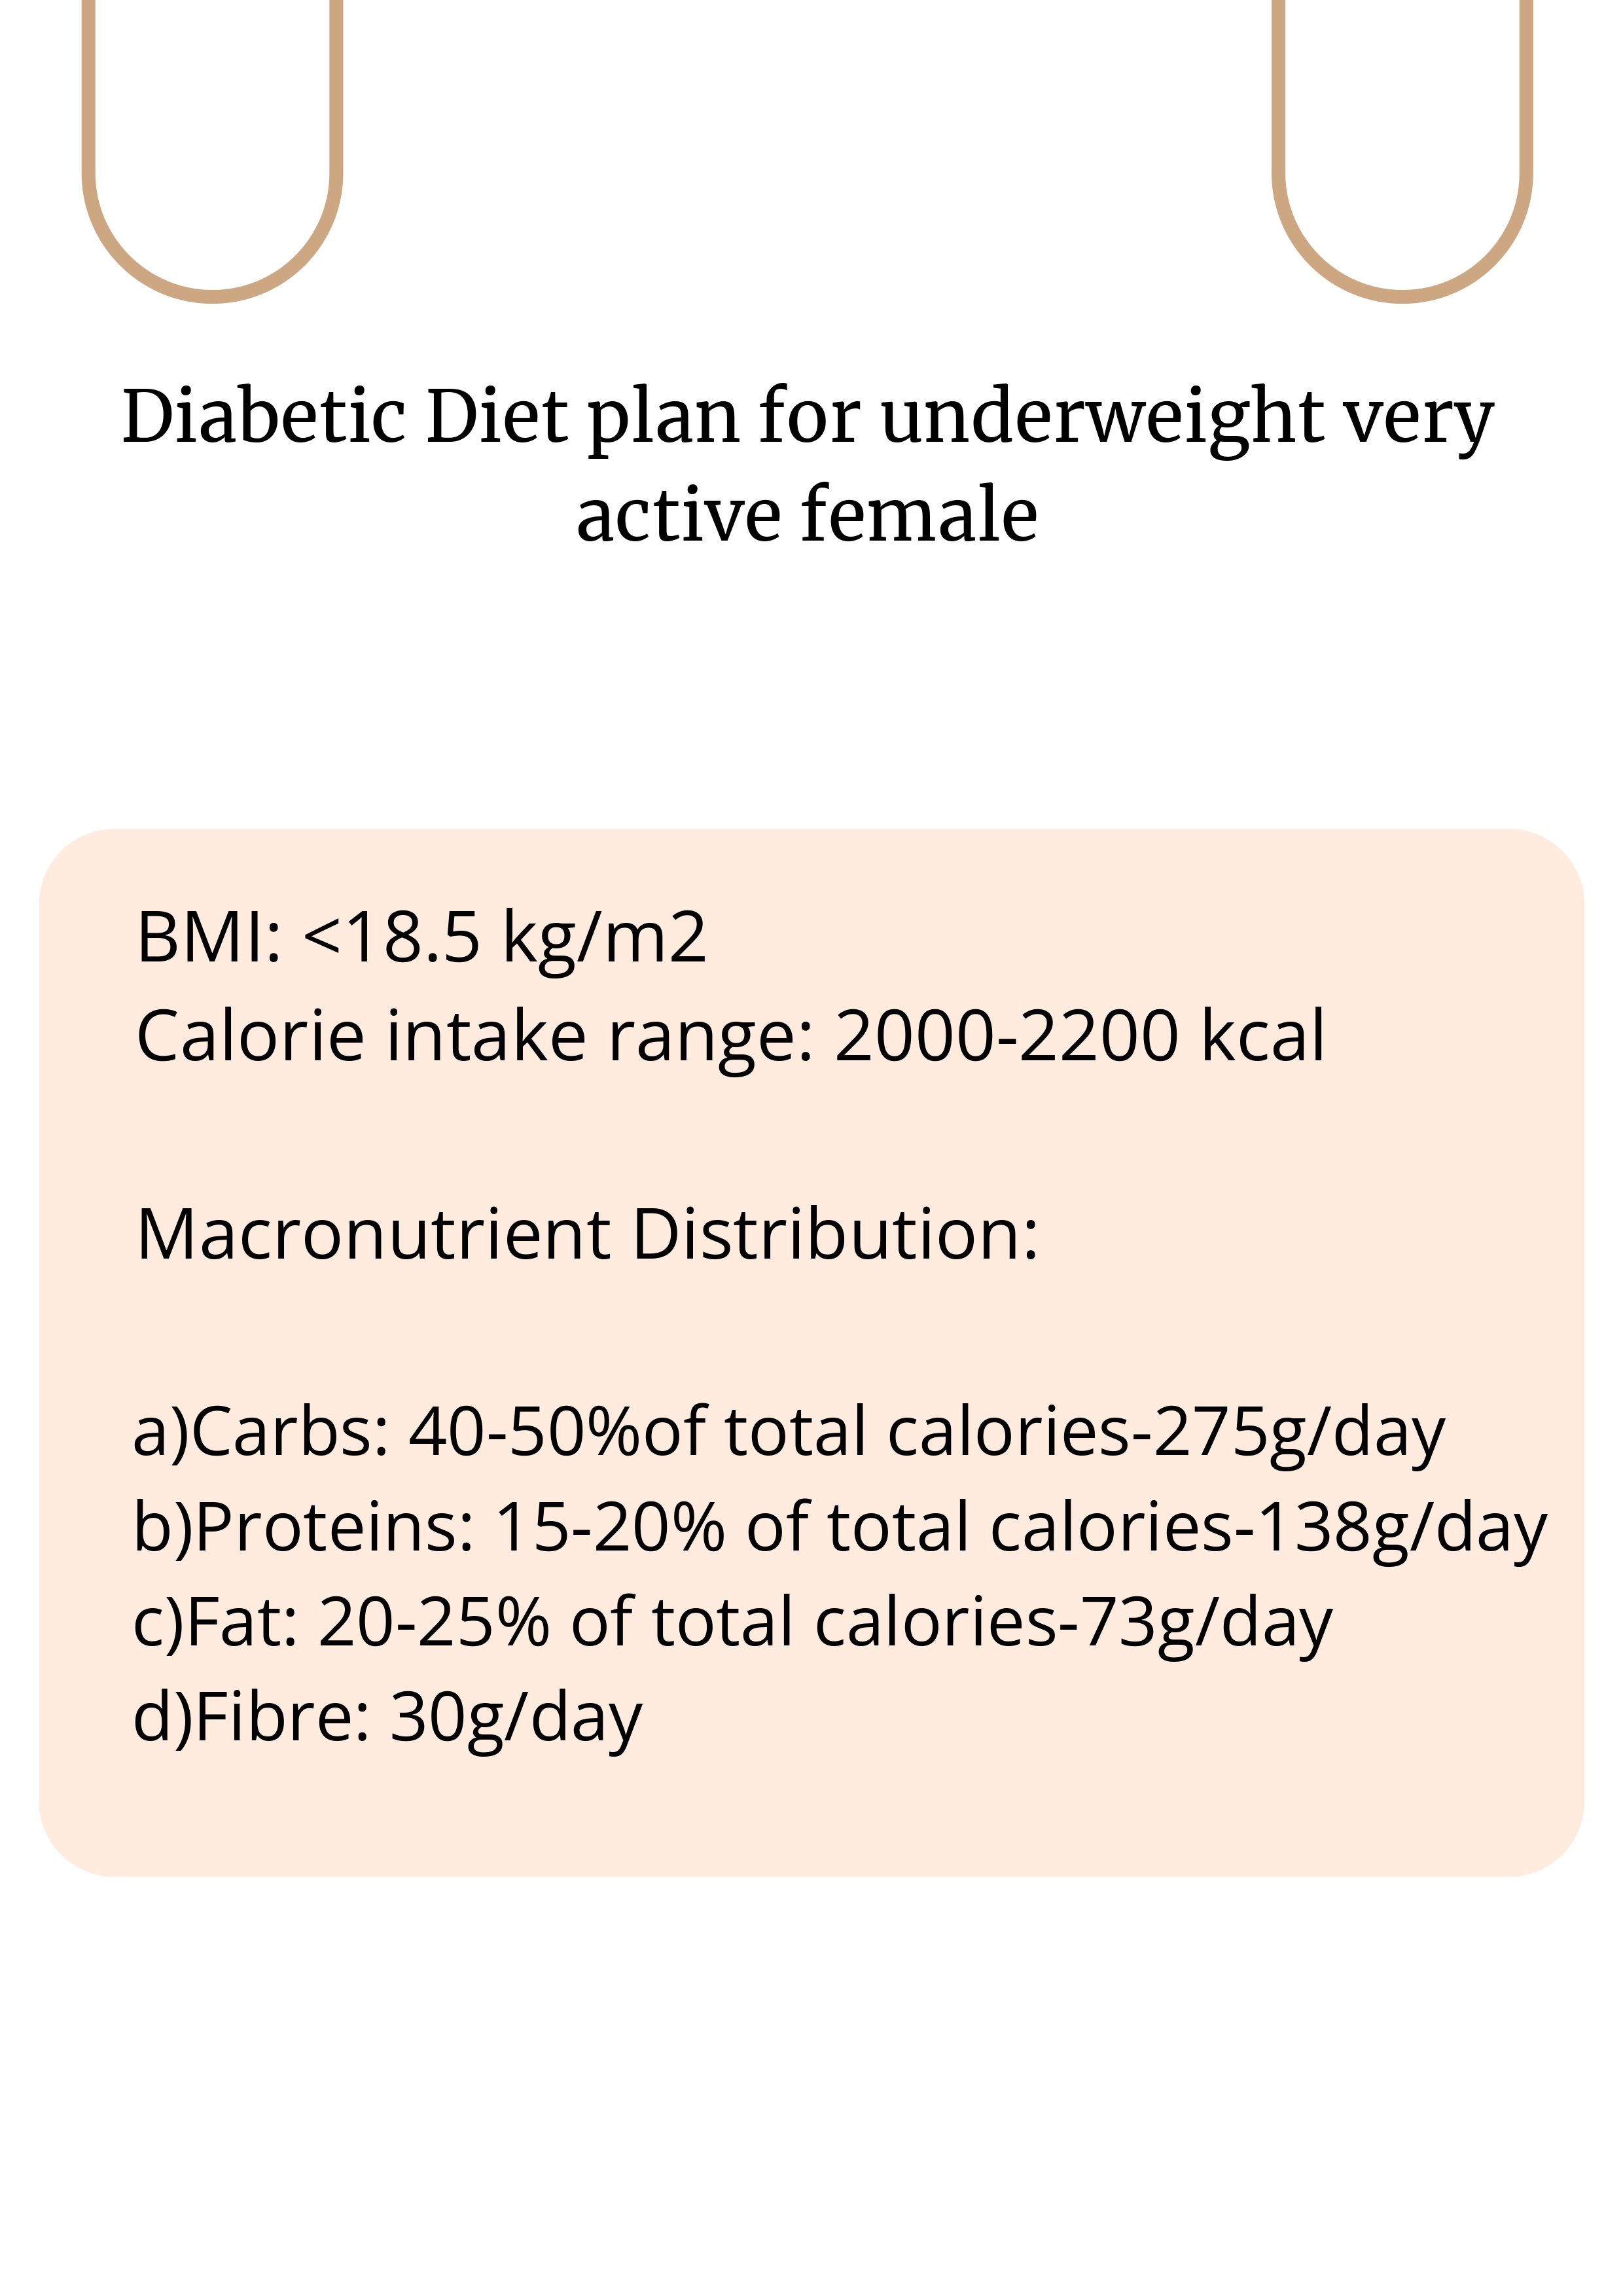 Diabetic Diet plan for underweight very
active female
BMI: <18.5 kg/m2
Calorie intake range: 2000-2200 kcal
Macronutrient Distribution:
a)Carbs: 40-50%of total calories-275g/day
b)Proteins: 15-20% of total calories-138g/day
c)Fat: 20-25% of total calories-73g/day
d)Fibre: 30g/day